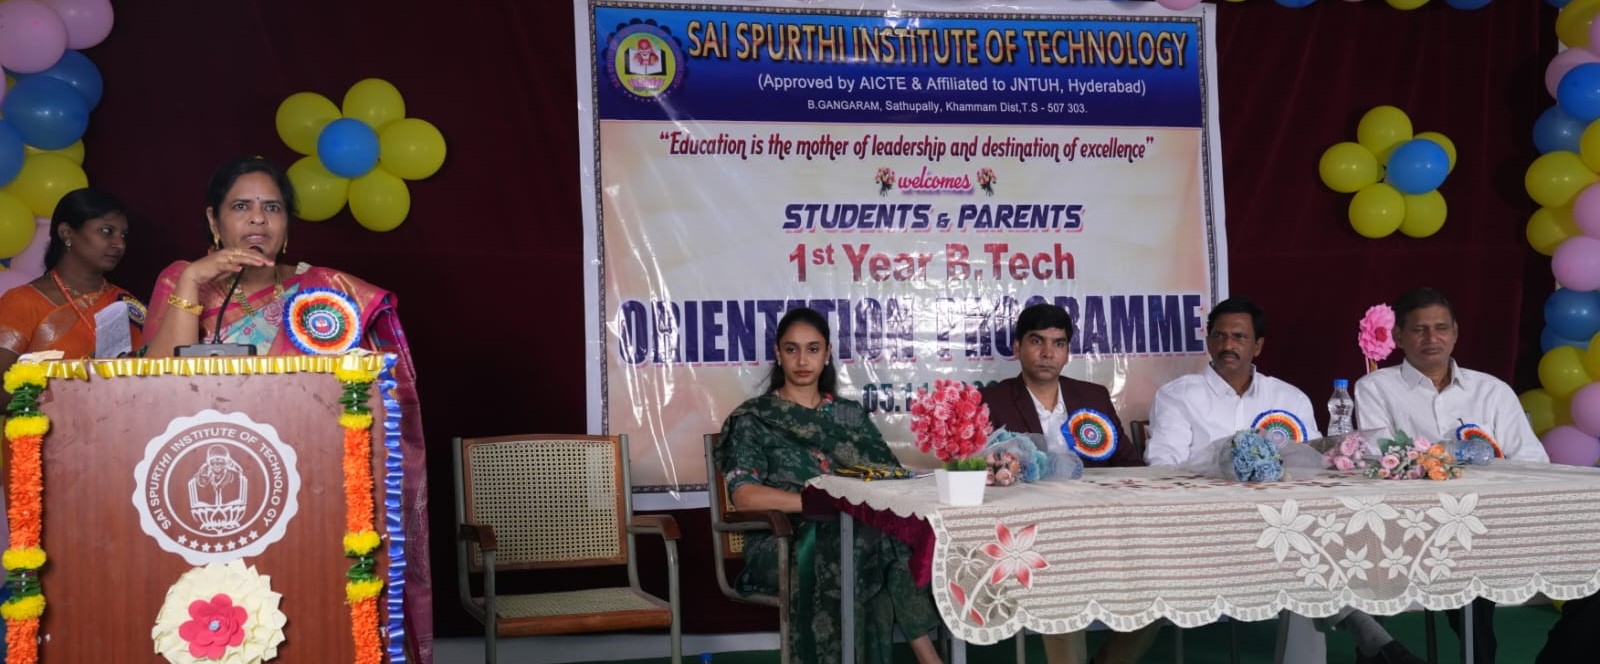 SAI SPURTHI INSTITUTE OF TECHNOLOGY
(Approved by AICTE & Affiliated to JNTUH, Hyderabad)
B.GANGARAM, Sathupally, Khammam Dist,T.S - 507 303.
“Education is the mother of leadership and destination of excellence”
welcomes
STUDENTS & PARENTS
1st Year B.Tech
ORIENTATION PROGRAMME
SAI SPURTHI INSTITUTE OF TECHNOLOGY